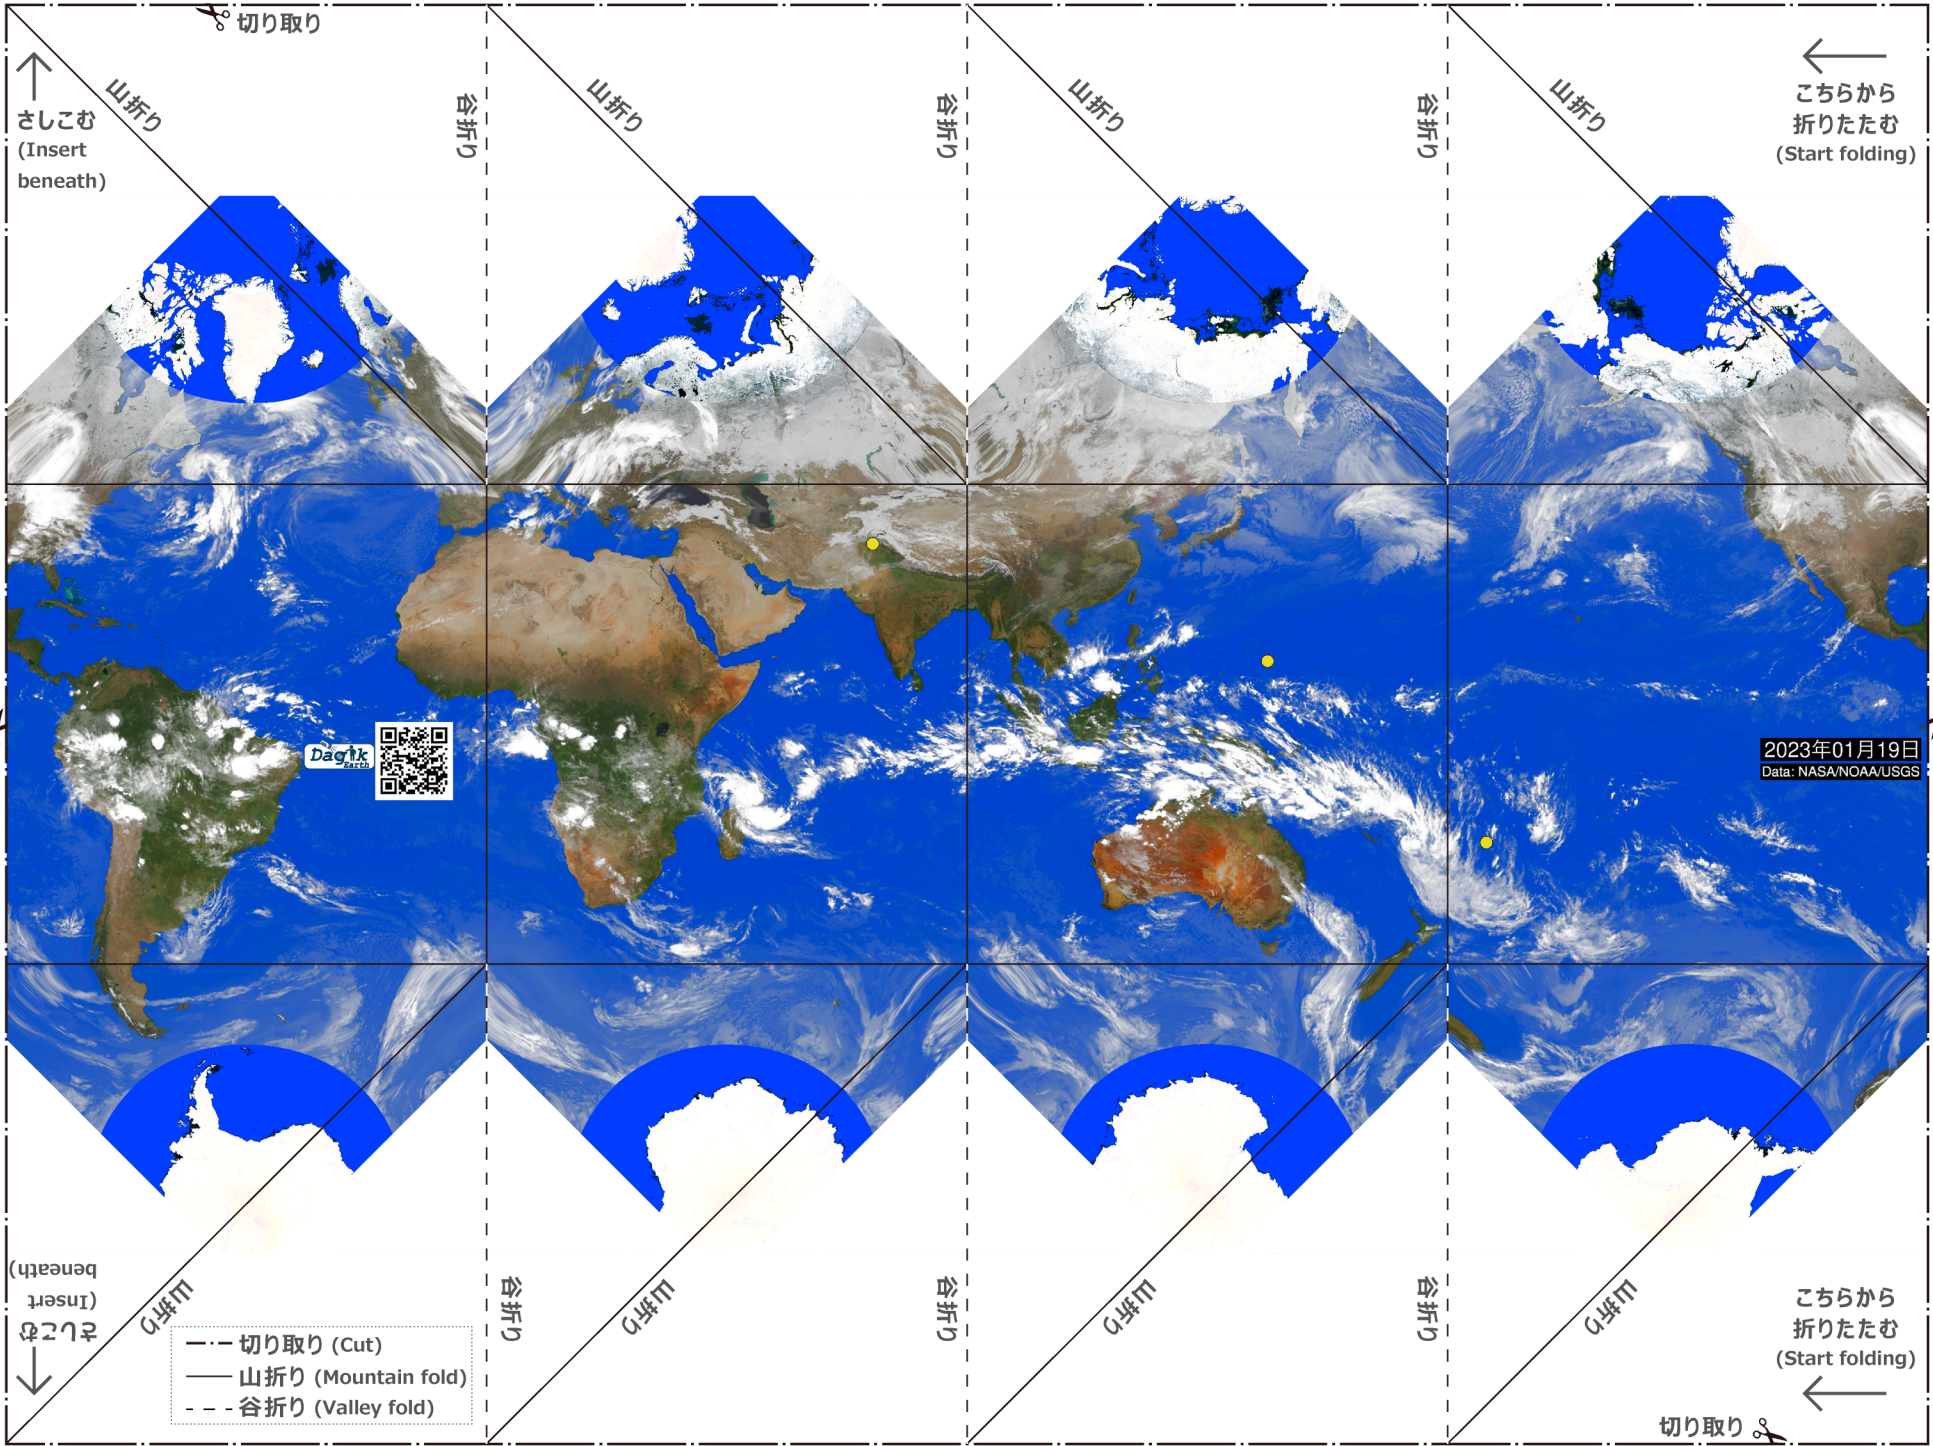 切り取り
さしこむ
(Insert
beneath)
山折り
谷折り
山折り
谷折り
山折り
谷折り
山折り
こちらから
折りたたむ
(Start folding)
Dagik
Earth
2023年01月19日
Data: NASA/NOAA/USGS
さしこむ
(Insert
beneath)
山折り
谷折り
山折り
谷折り
山折り
谷折り
山折り
こちらから
折りたたむ
(Start folding)
切り取り (Cut)
山折り (Mountain fold)
谷折り (Valley fold)
切り取り